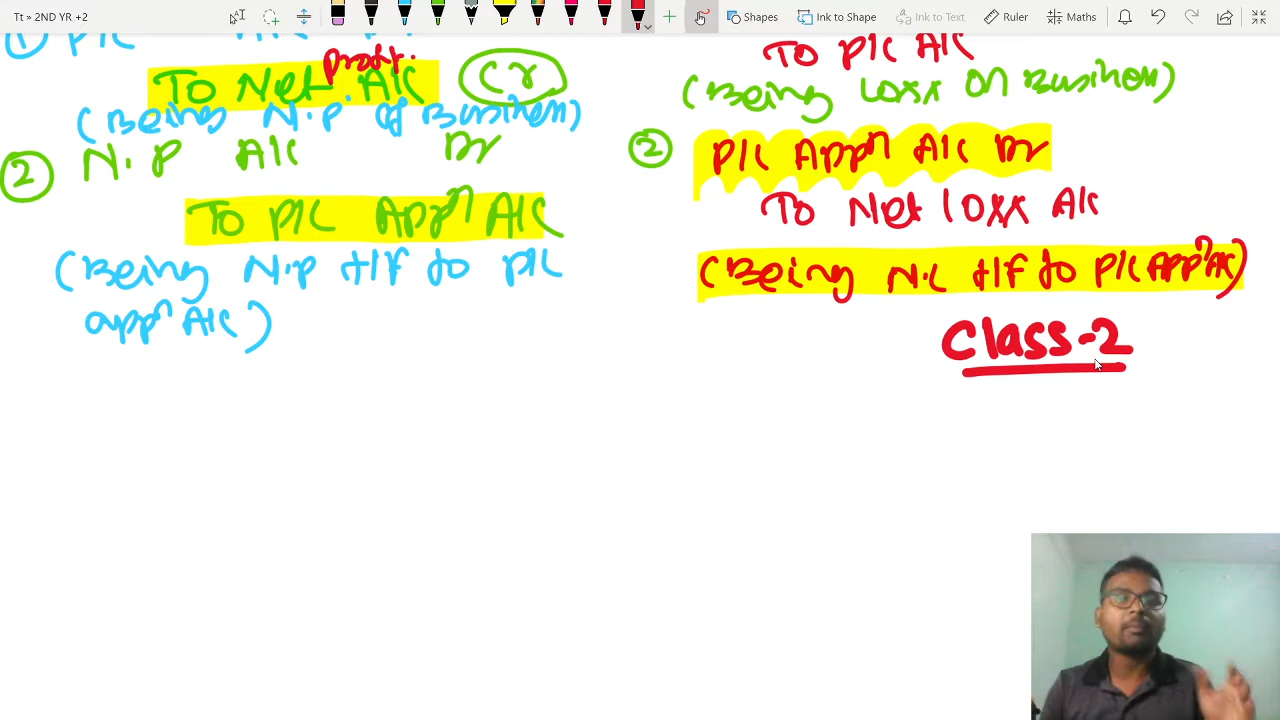 Tt » 2ND YR +2
Shapes
Ink to Shape
Ink to Text
Ruler
Maths
① P/L A/C Dr
To Net Profit A/C Cr
(Being N.P of Business)
② N.P A/C Dr
To P/L Appn A/C
(Being N.P t/f to P/L
appn A/C)
To P/L A/C
(Being Loss on Business)
② P/L Appn A/C Dr
To Net loss A/C
(Being N.L t/f to P/L Appn A/C)
Class-2